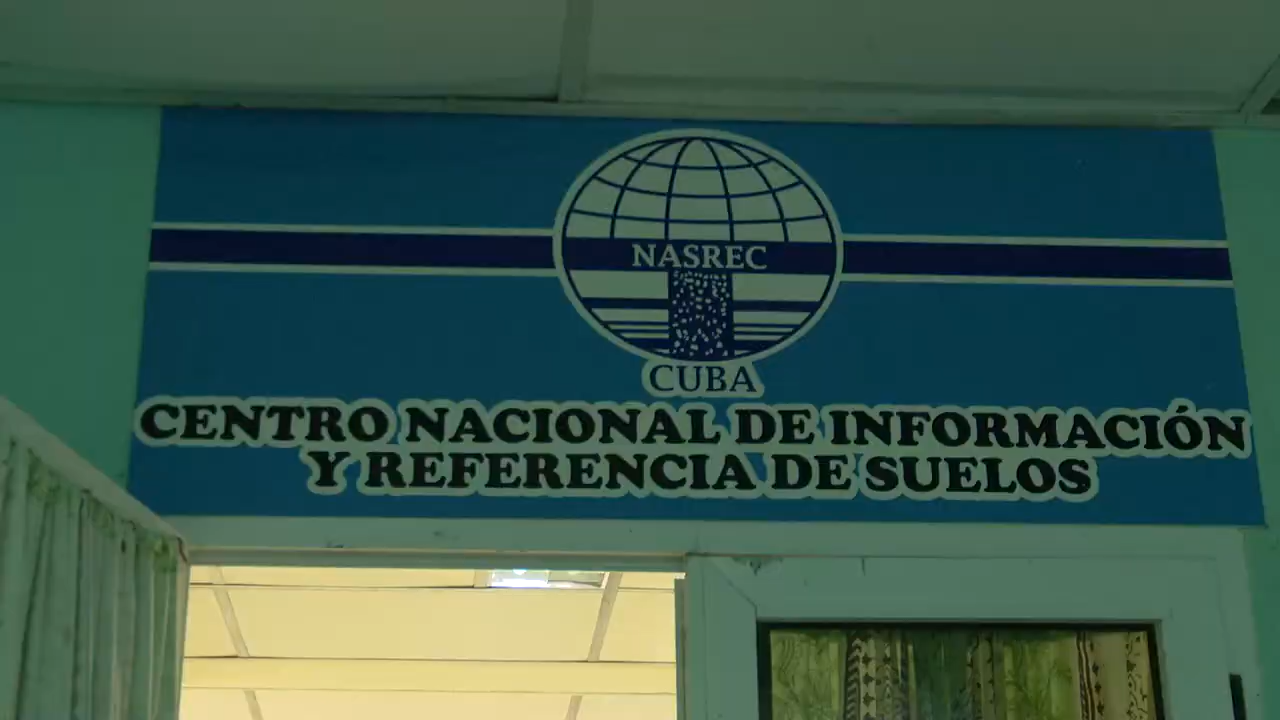 NASREC
CUBA
CENTRO NACIONAL DE INFORMACIÓN
Y REFERENCIA DE SUELOS